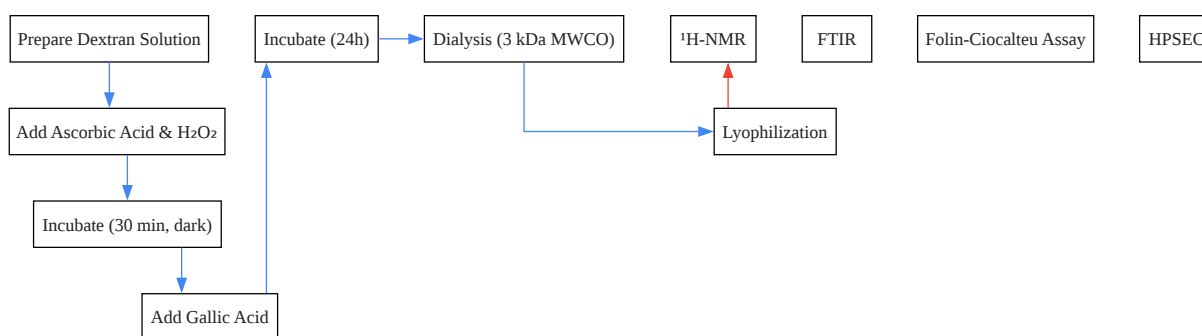 Prepare Dextran Solution
Incubate (24h)
Dialysis (3 kDa MWCO)
¹H-NMR
FTIR
Folin-Ciocalteu Assay
HPSEC
Add Ascorbic Acid & H₂O₂
Lyophilization
Incubate (30 min, dark)
Add Gallic Acid